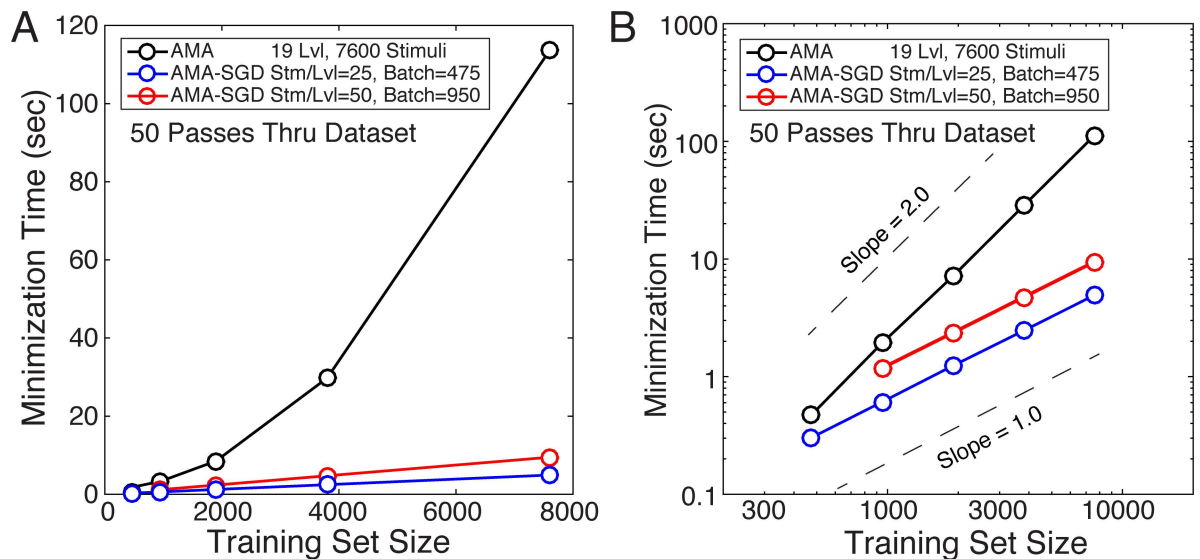 A
AMA 19 Lvl, 7600 Stimuli
AMA-SGD Stm/Lvl=25, Batch=475
AMA-SGD Stm/Lvl=50, Batch=950
50 Passes Thru Dataset
Minimization Time (sec)
120
100
80
60
40
20
0
0 2000 4000 6000 8000
Training Set Size
B
AMA 19 Lvl, 7600 Stimuli
AMA-SGD Stm/Lvl=25, Batch=475
AMA-SGD Stm/Lvl=50, Batch=950
50 Passes Thru Dataset
Slope = 2.0
Slope = 1.0
Minimization Time (sec)
1000
100
10
1
0.1
300 1000 3000 10000
Training Set Size